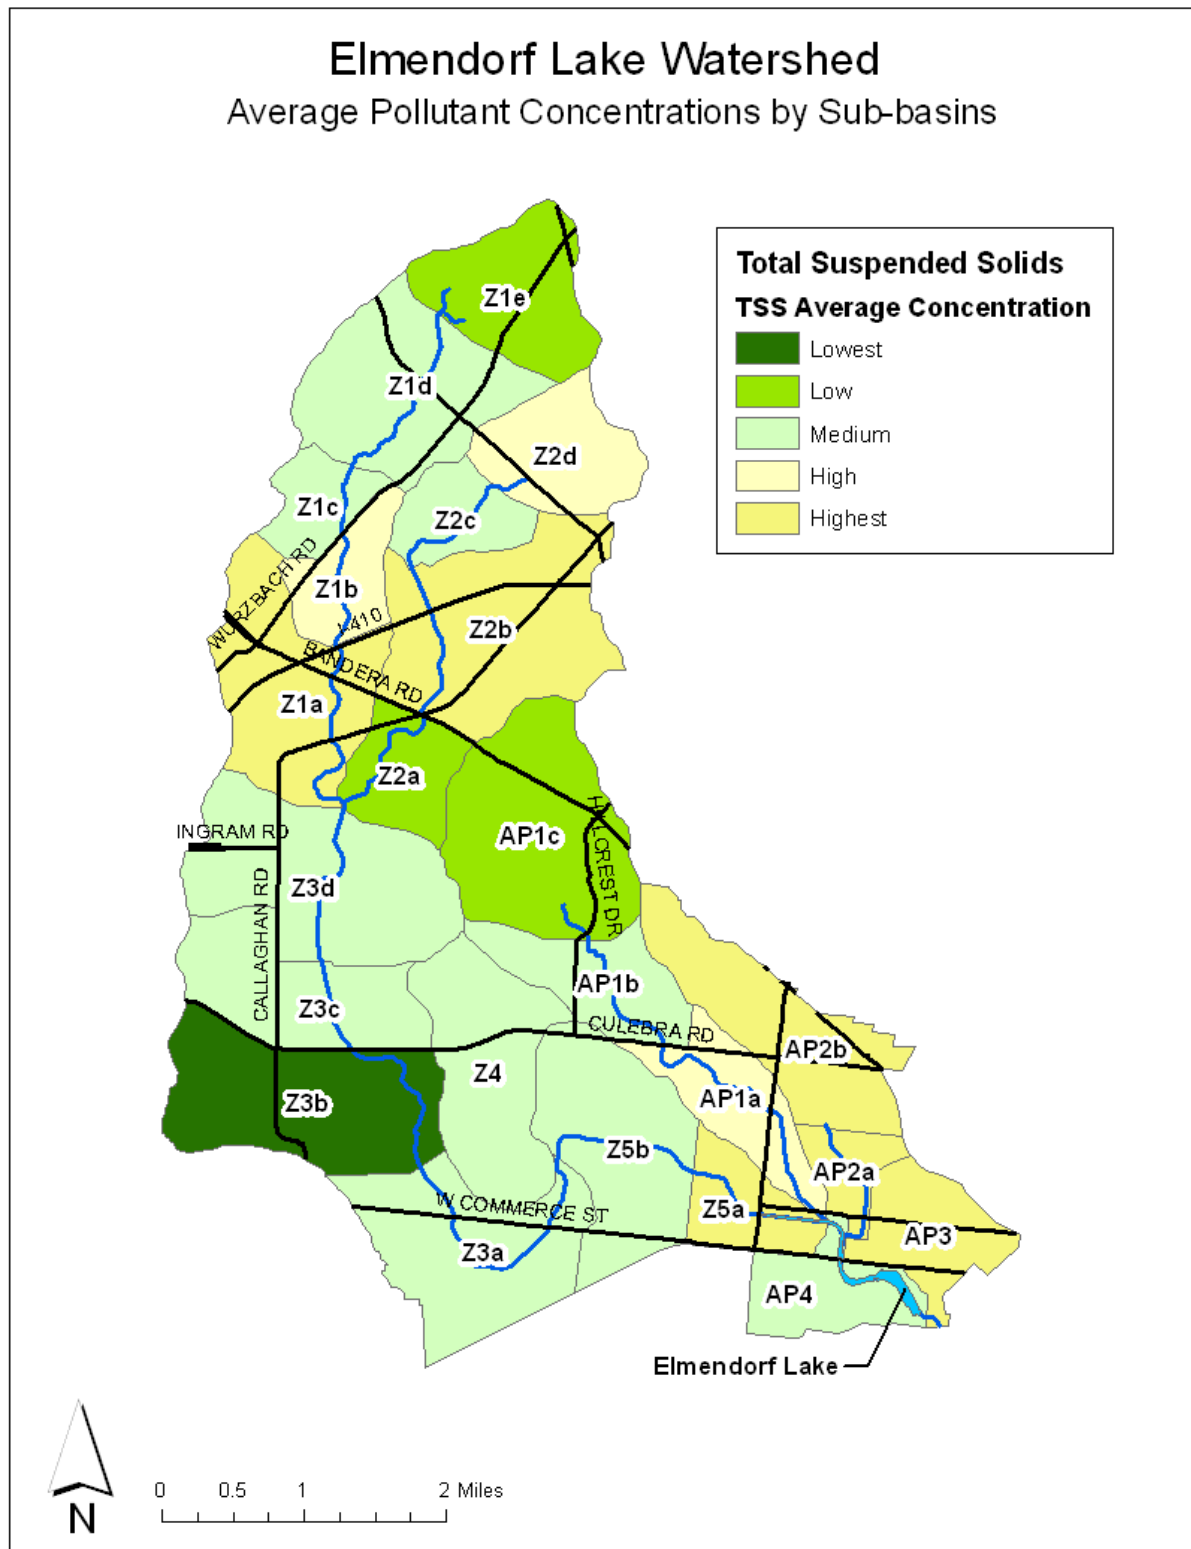 Elmendorf Lake Watershed
Average Pollutant Concentrations by Sub-basins
Total Suspended Solids
TSS Average Concentration
Lowest
Low
Medium
High
Highest
Z1e
Z1d
Z2d
Z1c
Z2c
WURZBACH RD
Z1b
I-410
Z2b
BANDERA RD
Z1a
Z2a
INGRAM RD
AP1c
HILLCREST DR
Z3d
CALLAGHAN RD
AP1b
Z3c
CULEBRA RD
AP2b
Z4
AP1a
Z3b
Z5b
AP2a
W COMMERCE ST
Z5a
AP3
Z3a
AP4
Elmendorf Lake
N
0 0.5 1 2 Miles